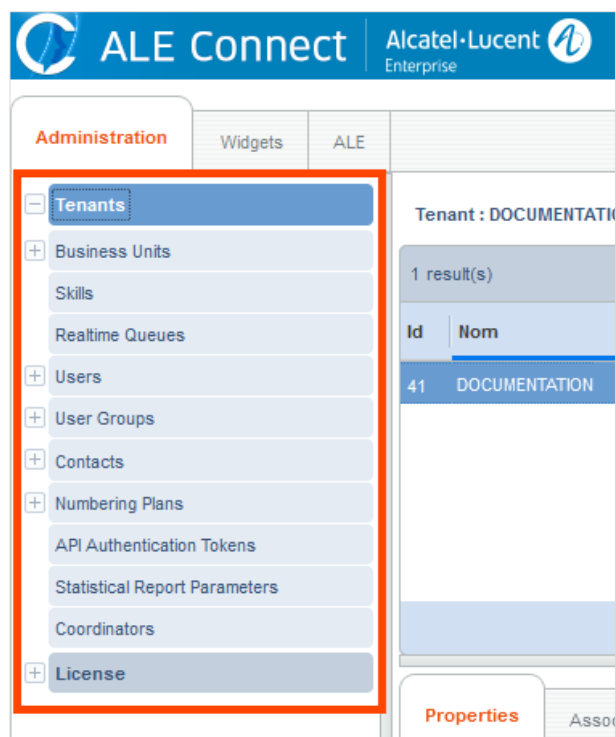 ALE Connect
Alcatel·Lucent
Enterprise
Administration
Widgets
ALE
Tenants
Business Units
Skills
Realtime Queues
Users
User Groups
Contacts
Numbering Plans
API Authentication Tokens
Statistical Report Parameters
Coordinators
License
Tenant : DOCUMENTATI
1 result(s)
Id Nom
41 DOCUMENTATION
Properties
Asso